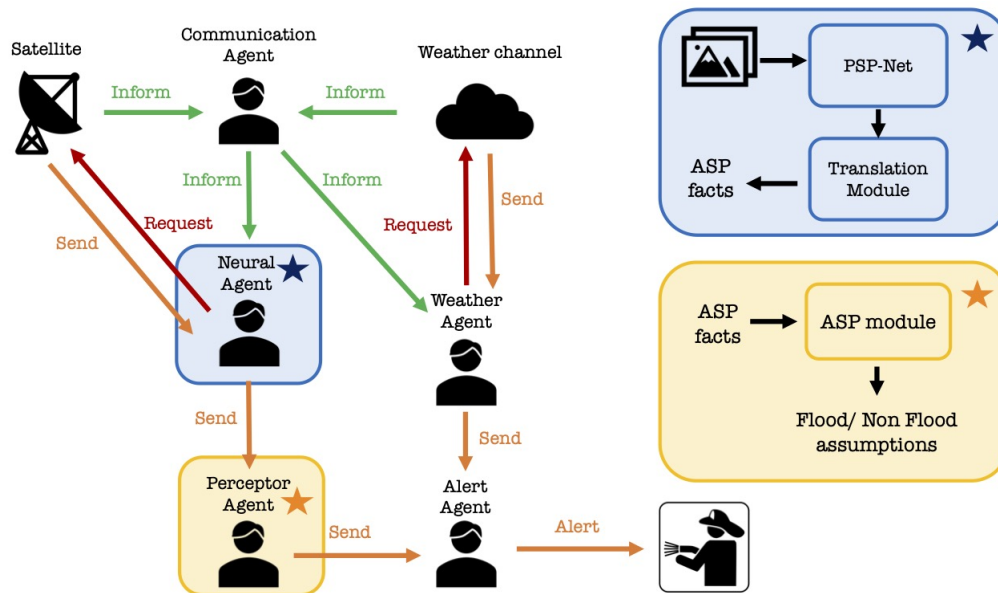 Satellite
Communication
Agent
Weather channel
Inform
Inform
Inform
Inform
Request
Send
Request
Send
Neural
Agent
Weather
Agent
Send
Send
Perceptor
Agent
Alert
Agent
Send
Alert
PSP-Net
Translation
Module
ASP
facts
ASP
facts
ASP module
Flood/ Non Flood
assumptions